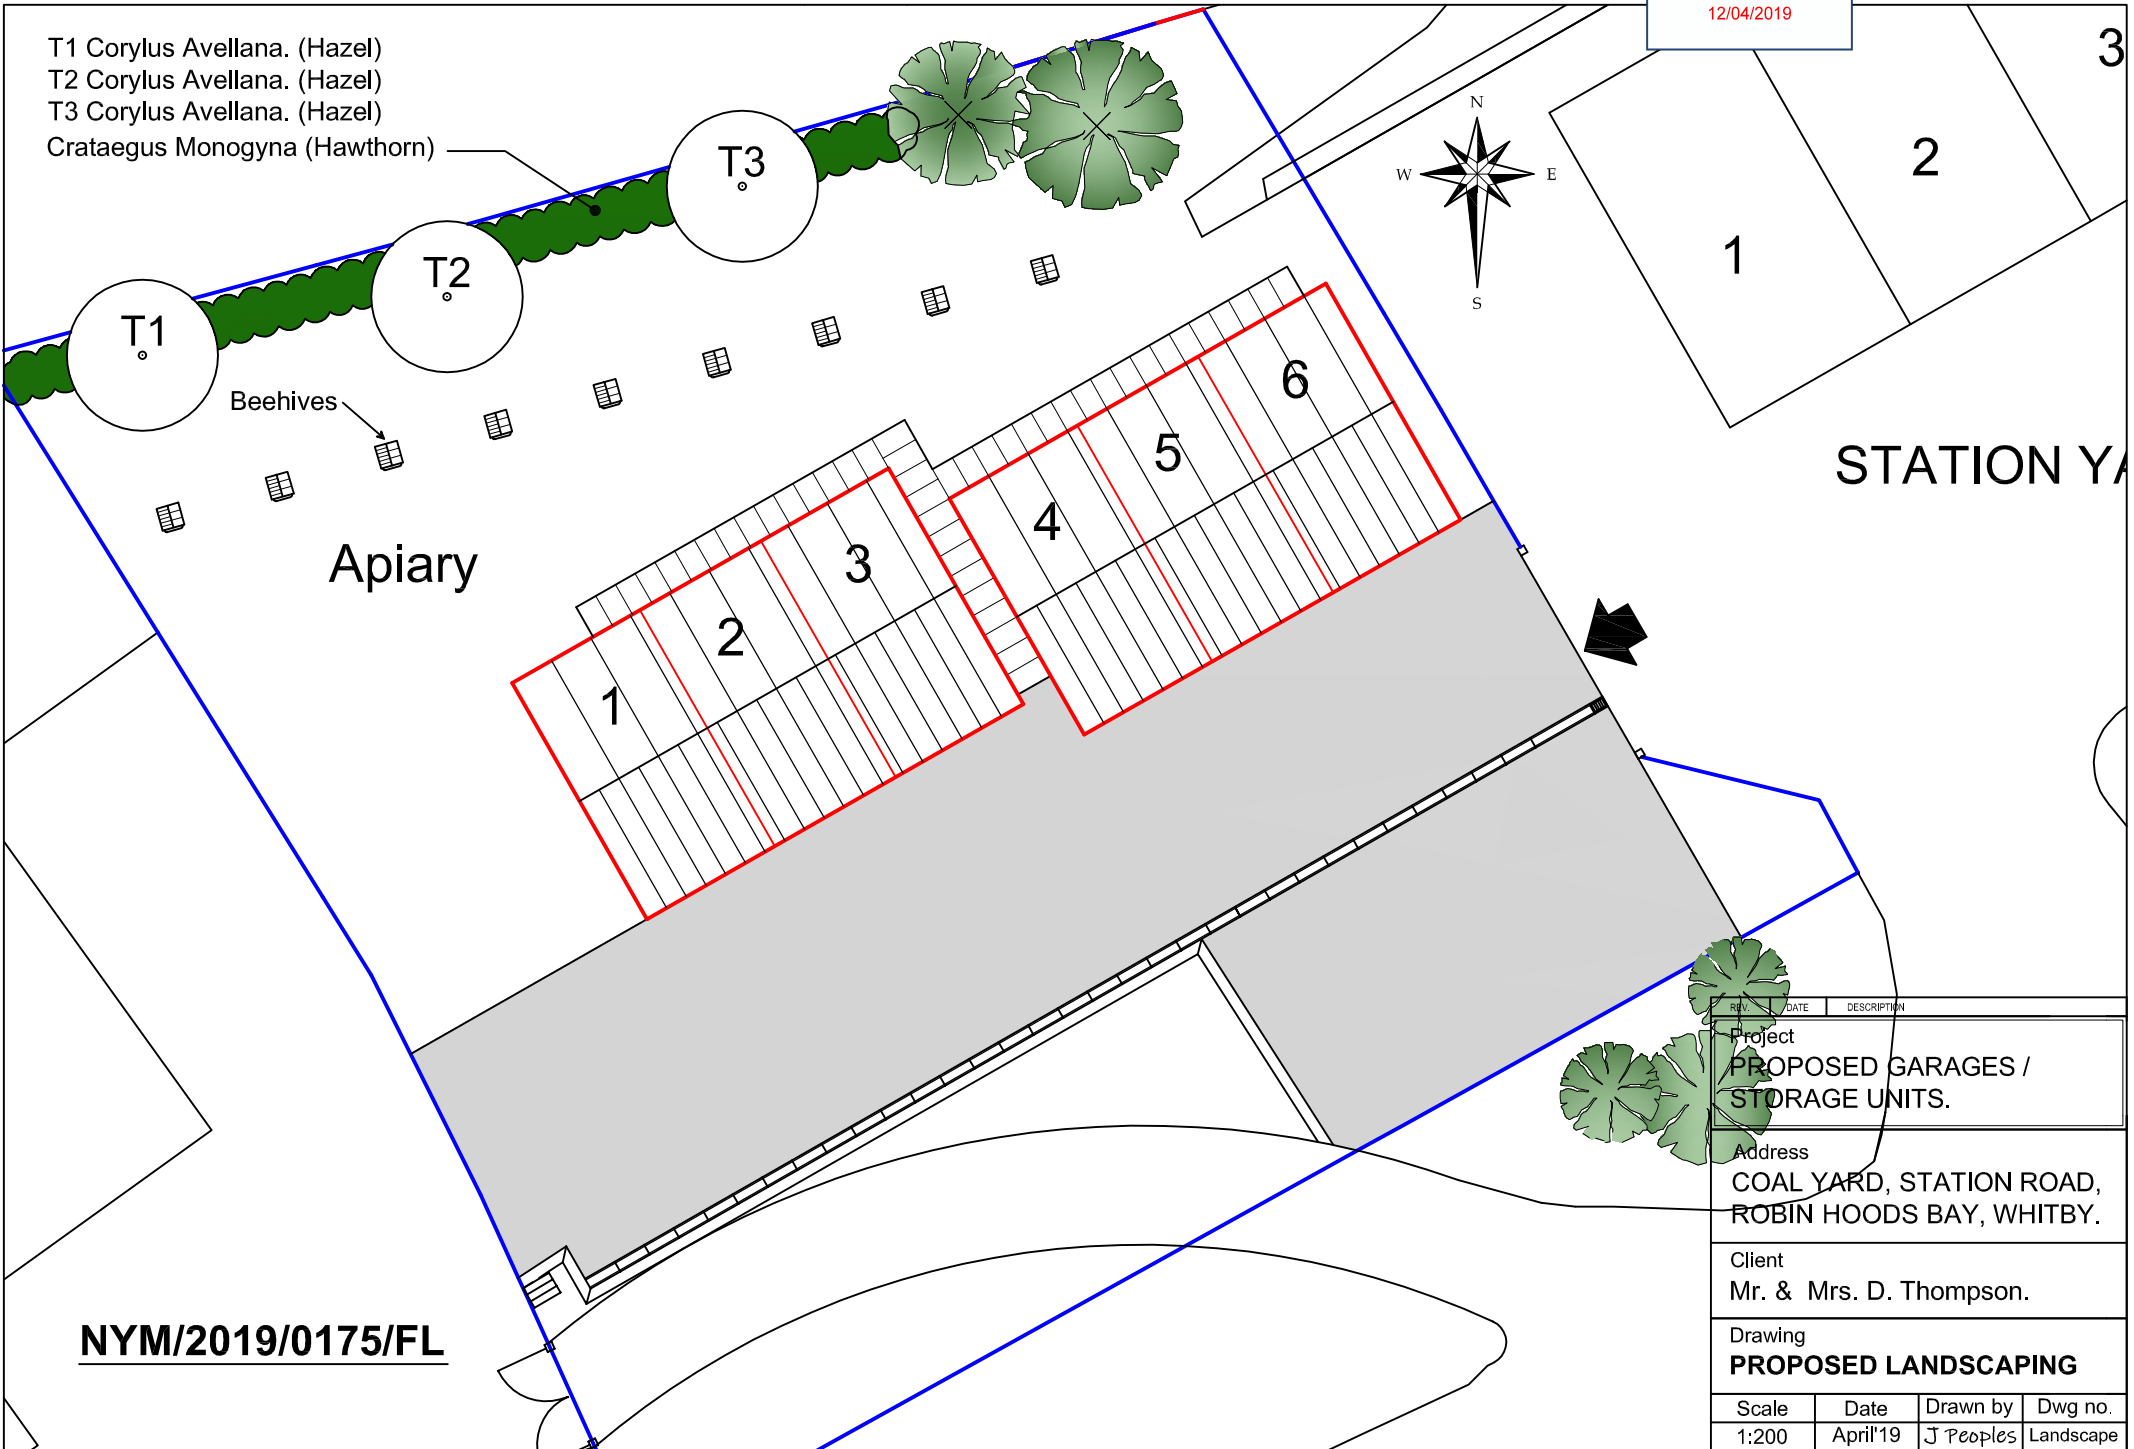 12/04/2019
T1 Corylus Avellana. (Hazel)
T2 Corylus Avellana. (Hazel)
T3 Corylus Avellana. (Hazel)
Crataegus Monogyna (Hawthorn)
T1
T2
T3
N
W
E
S
1
2
3
STATION YA
Beehives
Apiary
1
2
3
4
5
6
NYM/2019/0175/FL
REV. DATE DESCRIPTION
Project
PROPOSED GARAGES /
STORAGE UNITS.
Address
COAL YARD, STATION ROAD,
ROBIN HOODS BAY, WHITBY.
Client
Mr. & Mrs. D. Thompson.
Drawing
PROPOSED LANDSCAPING
Scale Date Drawn by Dwg no.
1:200 April'19 J Peoples Landscape